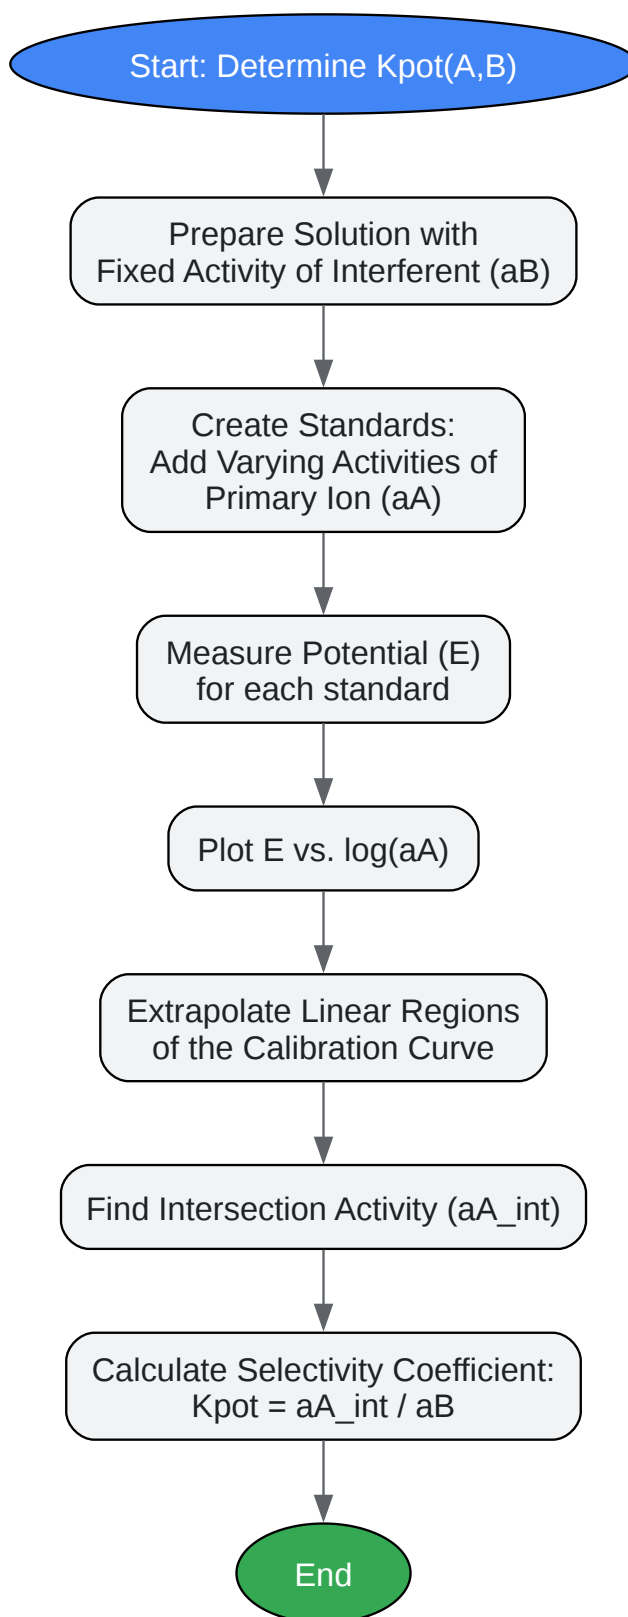 Start: Determine Kpot(A,B)
Prepare Solution with
Fixed Activity of Interferent (aB)
Create Standards:
Add Varying Activities of
Primary Ion (aA)
Measure Potential (E)
for each standard
Plot E vs. log(aA)
Extrapolate Linear Regions
of the Calibration Curve
Find Intersection Activity (aA_int)
Calculate Selectivity Coefficient:
Kpot = aA_int / aB
End